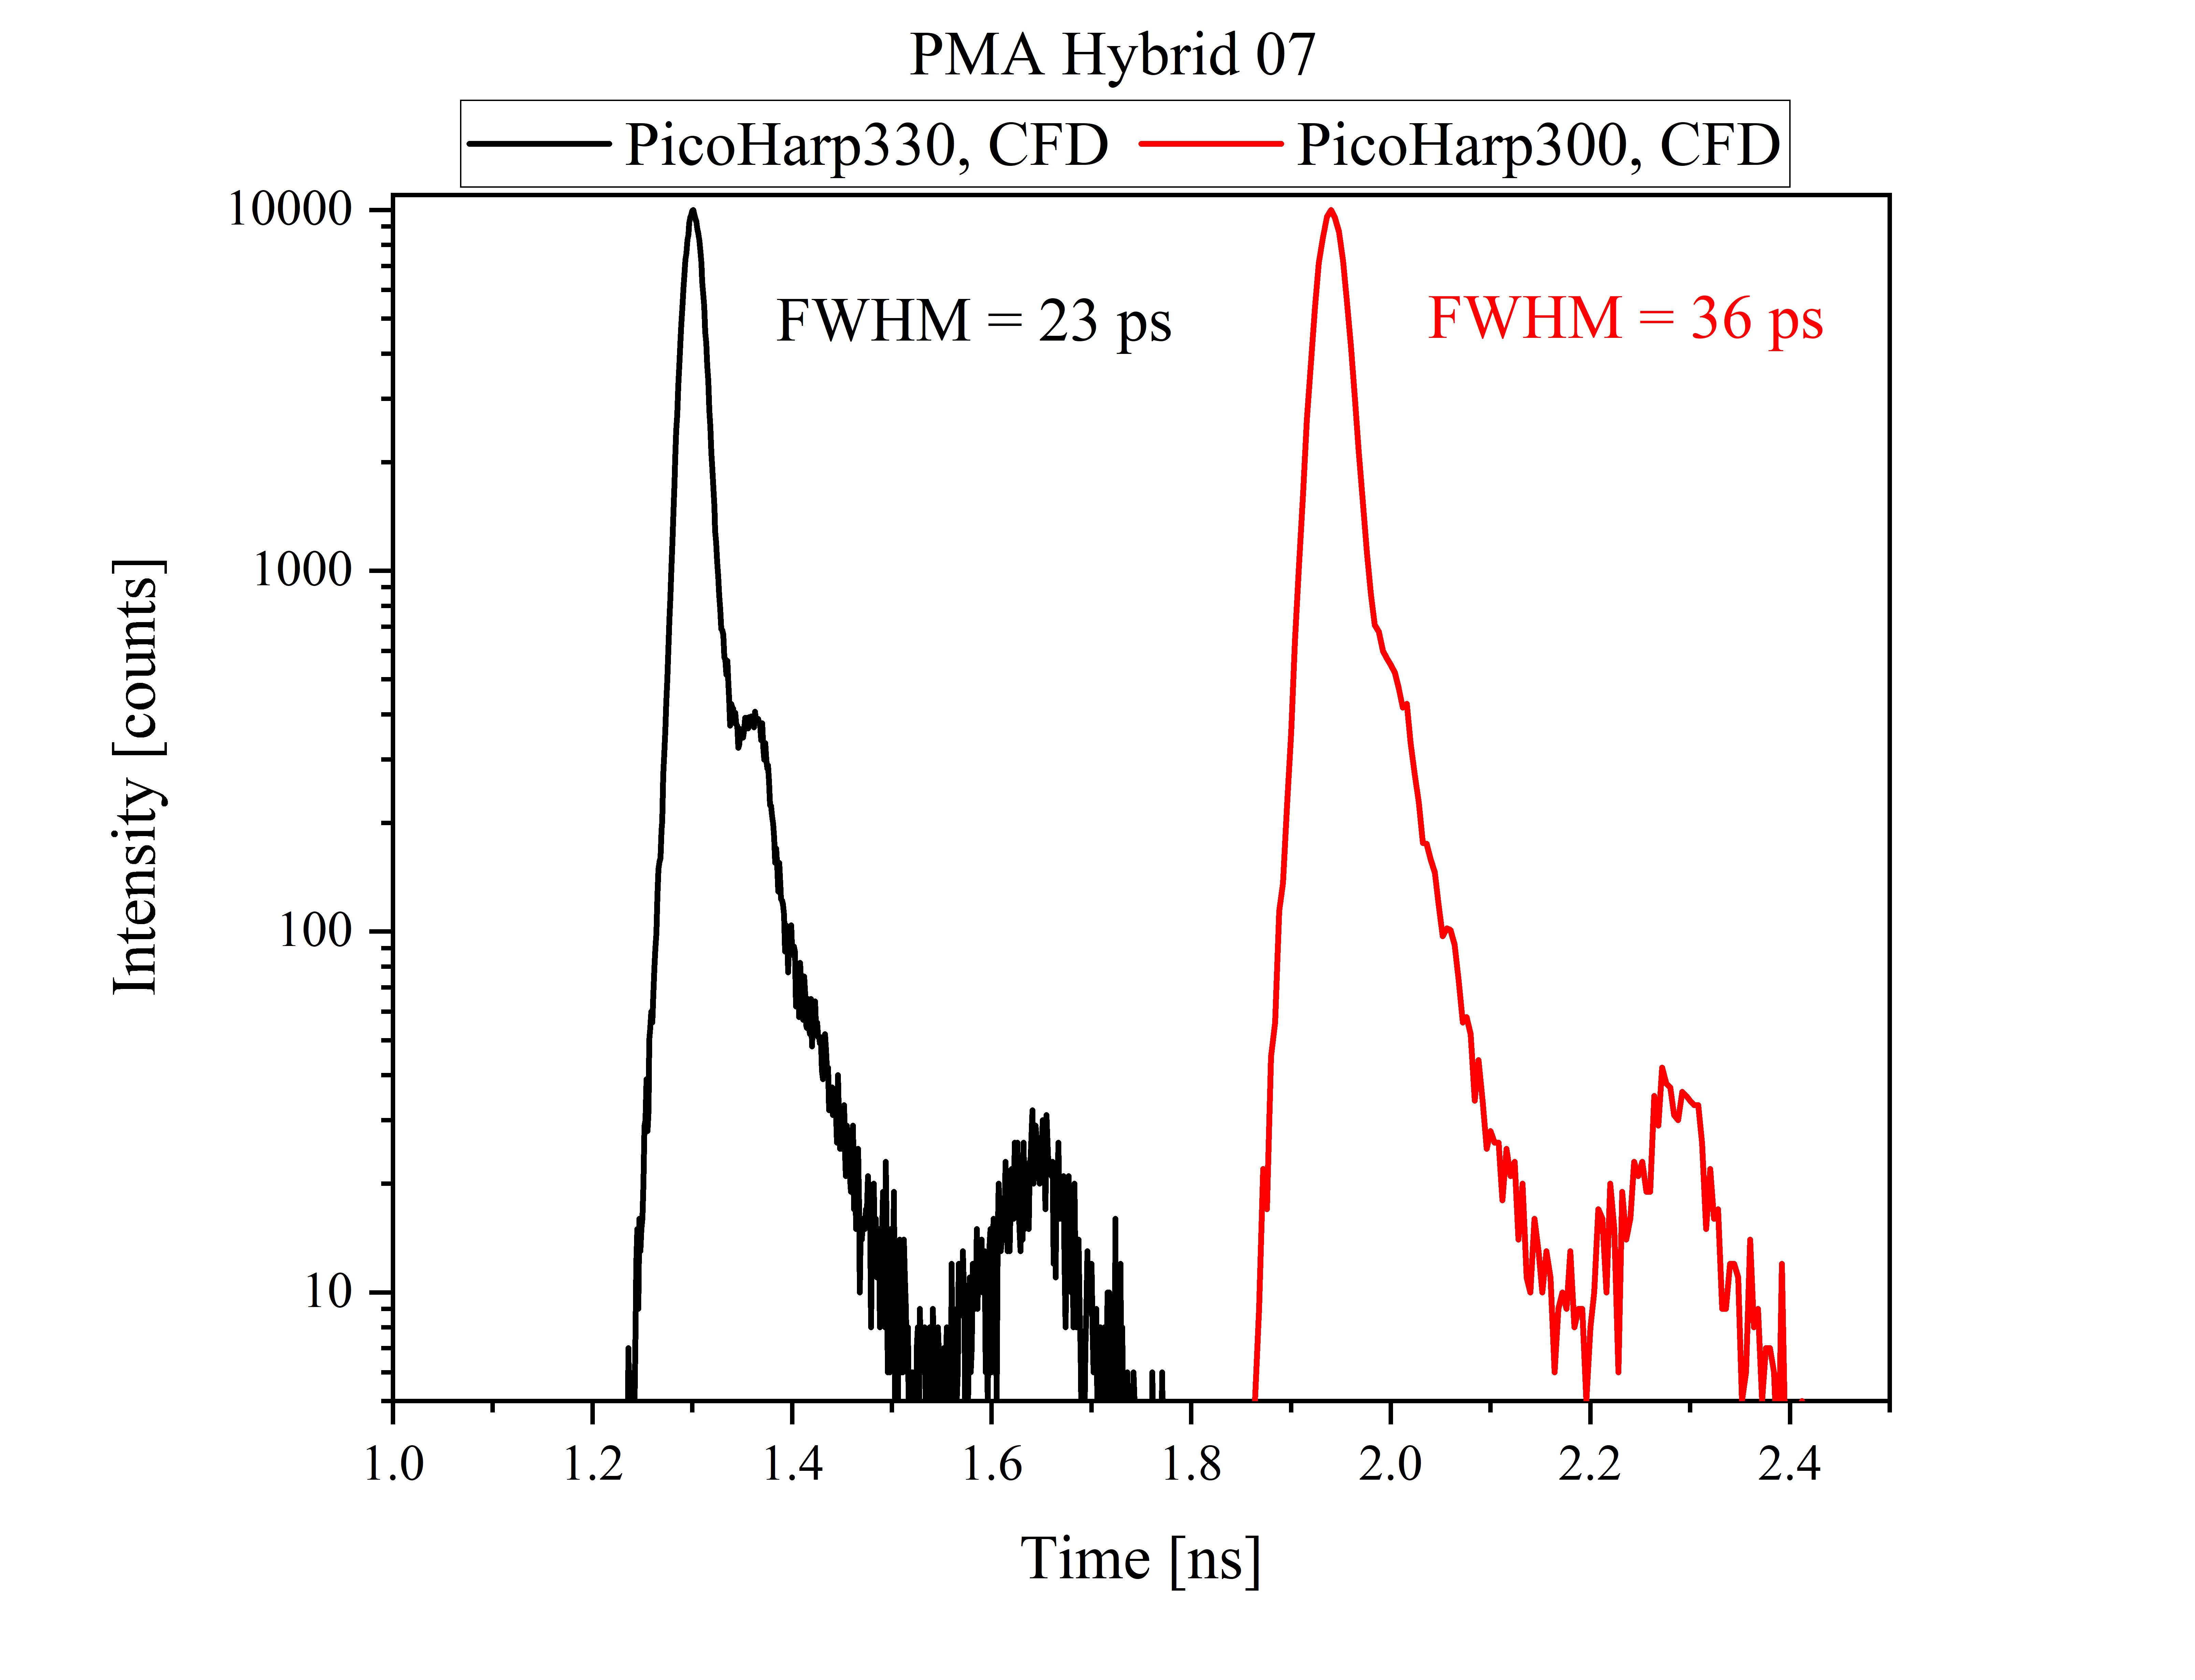 PMA Hybrid 07
PicoHarp330, CFD PicoHarp300, CFD
10000
1000
100
10
FWHM = 23 ps
FWHM = 36 ps
Intensity [counts]
1.0 1.2 1.4 1.6 1.8 2.0 2.2 2.4
Time [ns]